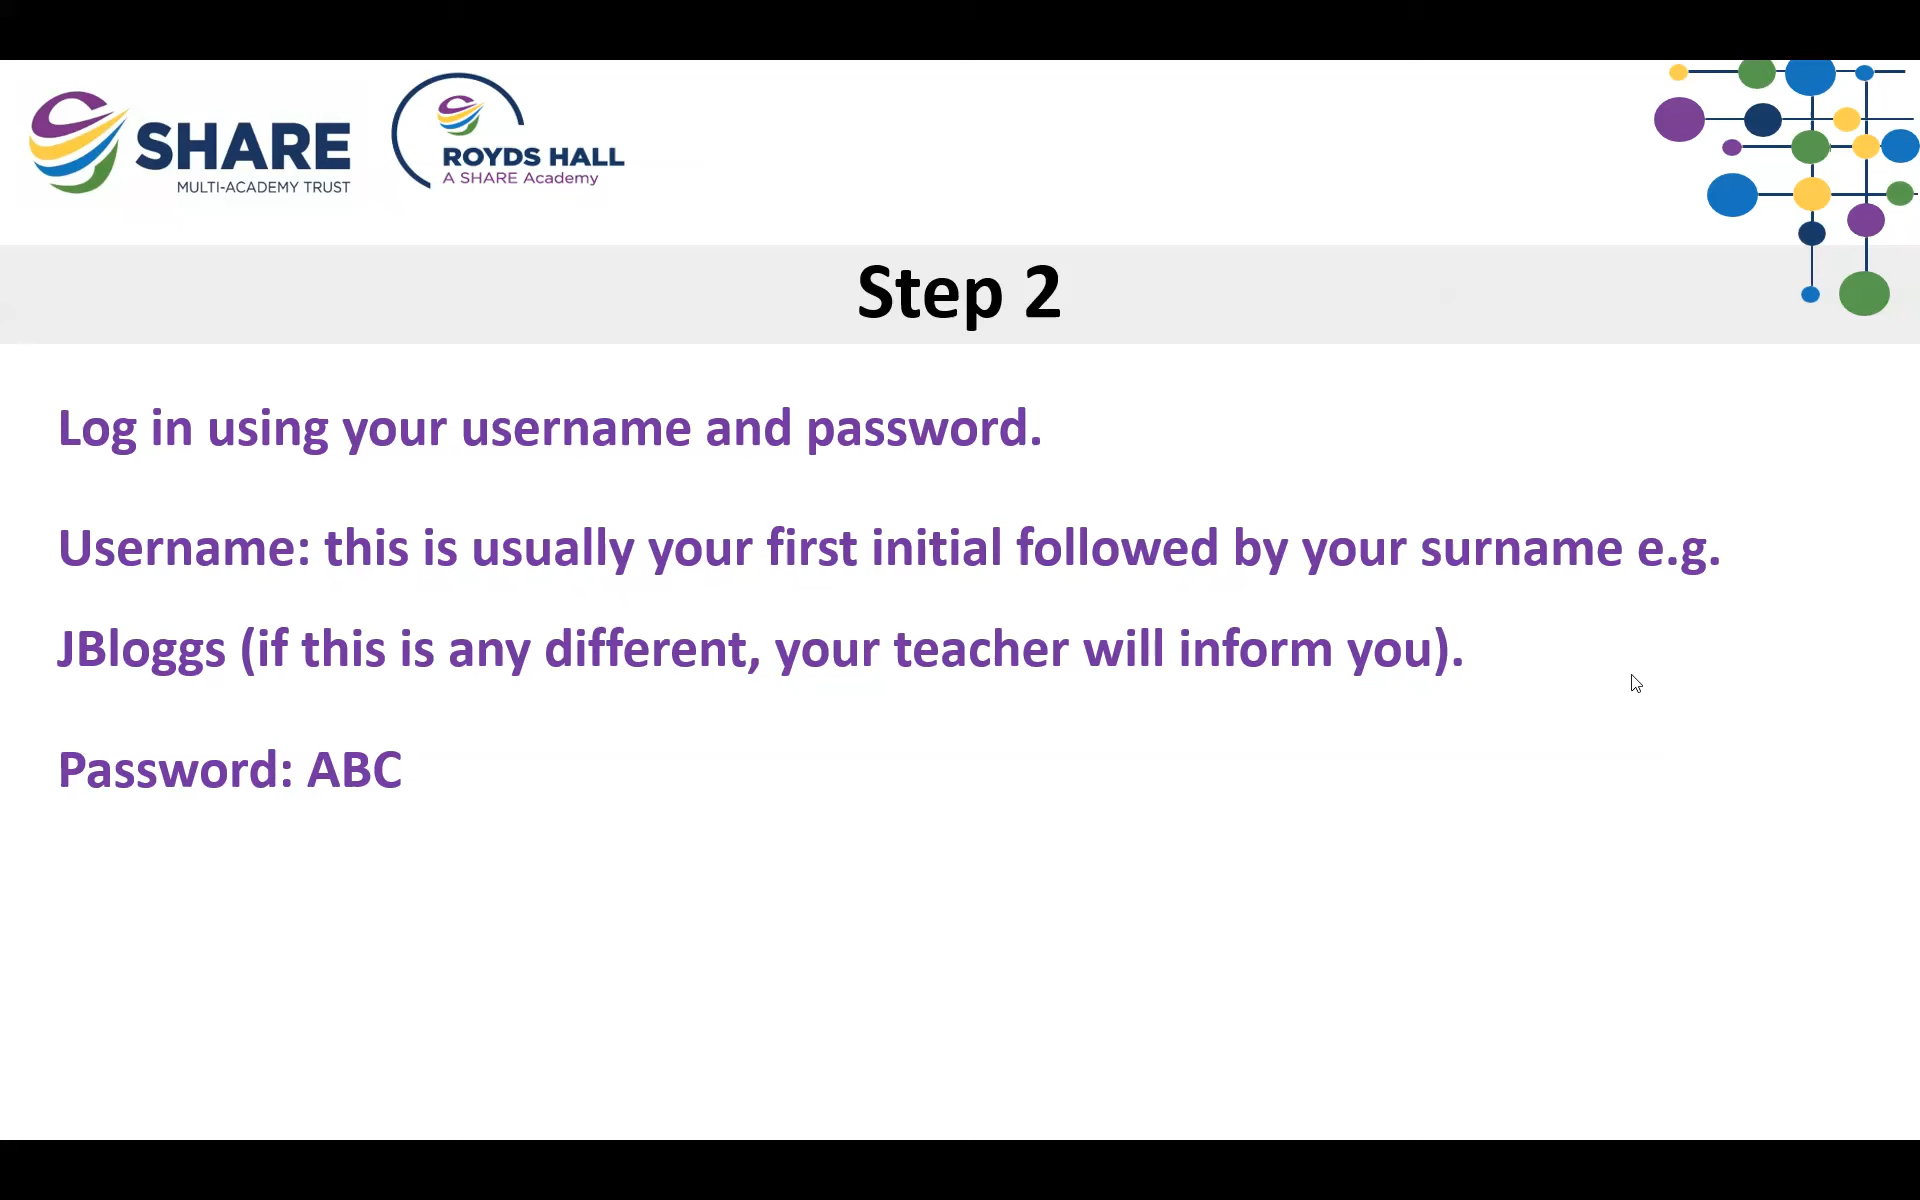 SHARE
MULTI-ACADEMY TRUST
ROYDS HALL
A SHARE Academy
Step 2
Log in using your username and password.
Username: this is usually your first initial followed by your surname e.g.
JBloggs (if this is any different, your teacher will inform you).
Password: ABC